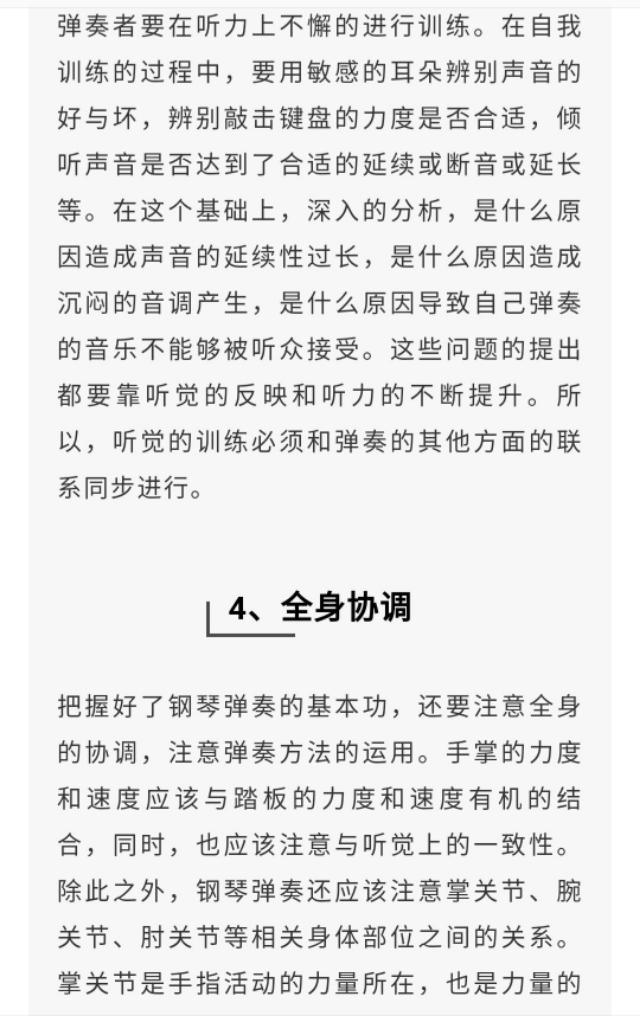 弹奏者要在听力上不懈的进行训练。在自我
训练的过程中，要用敏感的耳朵辨别声音的
好与坏，辨别敲击键盘的力度是否合适，倾
听声音是否达到了合适的延续或断音或延长
等。在这个基础上，深入的分析，是什么原
因造成声音的延续性过长，是什么原因造成
沉闷的音调产生，是什么原因导致自己弹奏
的音乐不能够被听众接受。这些问题的提出
都要靠听觉的反映和听力的不断提升。所
以，听觉的训练必须和弹奏的其他方面的联
系同步进行。
4、全身协调
把握好了钢琴弹奏的基本功，还要注意全身
的协调，注意弹奏方法的运用。手掌的力度
和速度应该与踏板的力度和速度有机的结
合，同时，也应该注意与听觉上的一致性。
除此之外，钢琴弹奏还应该注意掌关节、腕
关节、肘关节等相关身体部位之间的关系。
掌关节是手指活动的力量所在，也是力量的